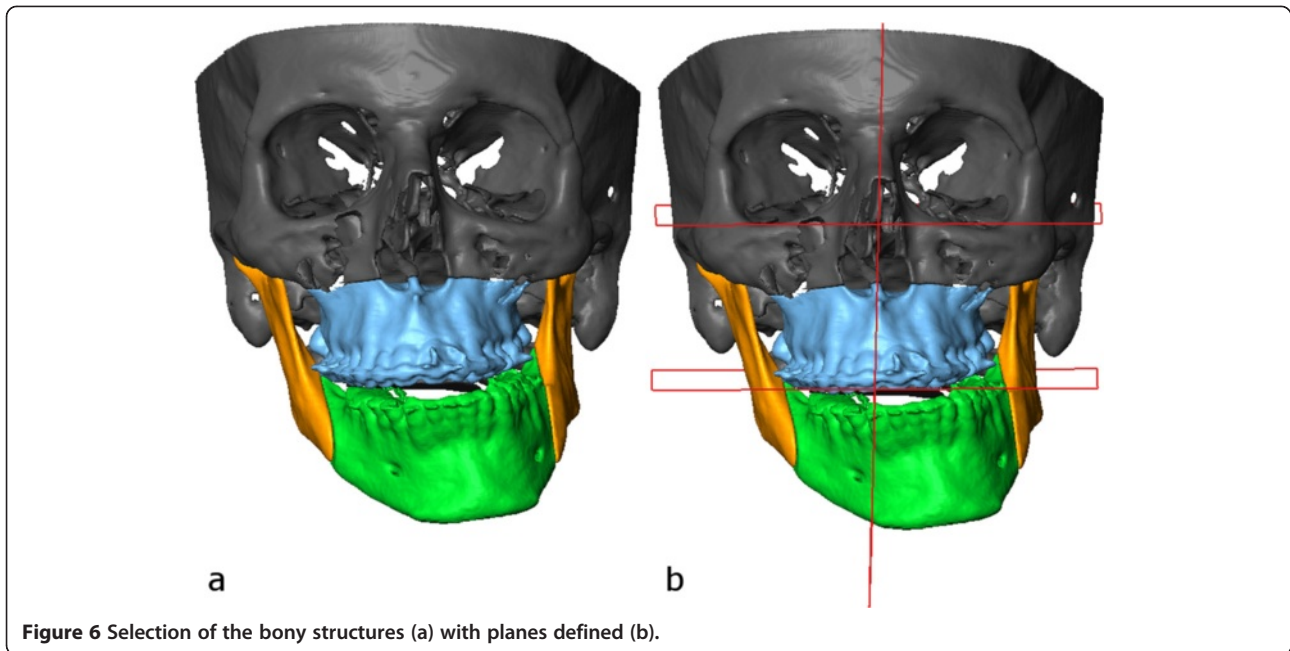 a
b
Figure 6 Selection of the bony structures (a) with planes defined (b).